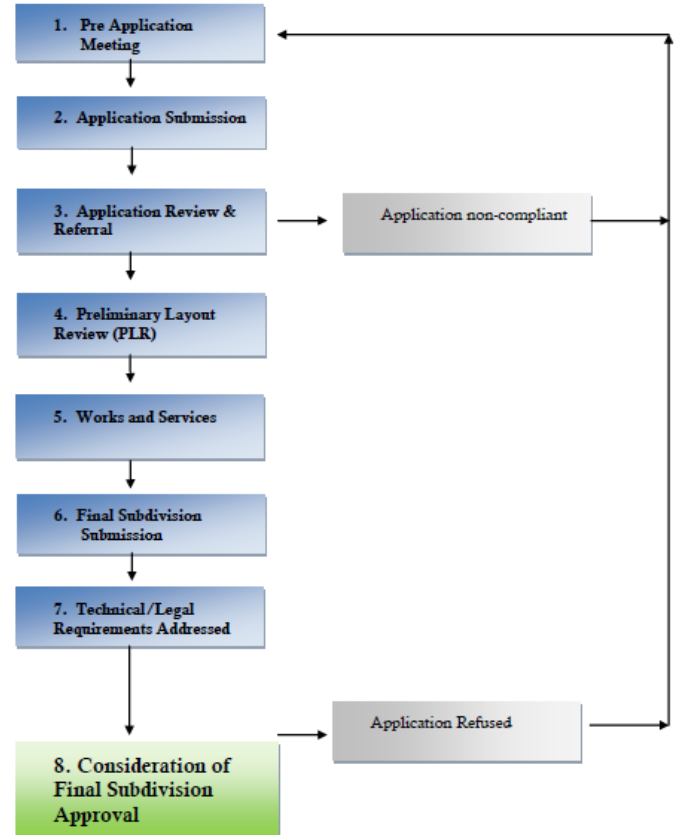 1. Pre Application
Meeting
2. Application Submission
3. Application Review &
Referral
Application non-compliant
4. Preliminary Layout
Review (PLR)
5. Works and Services
6. Final Subdivision
Submission
7. Technical/Legal
Requirements Addressed
Application Refused
8. Consideration of
Final Subdivision
Approval